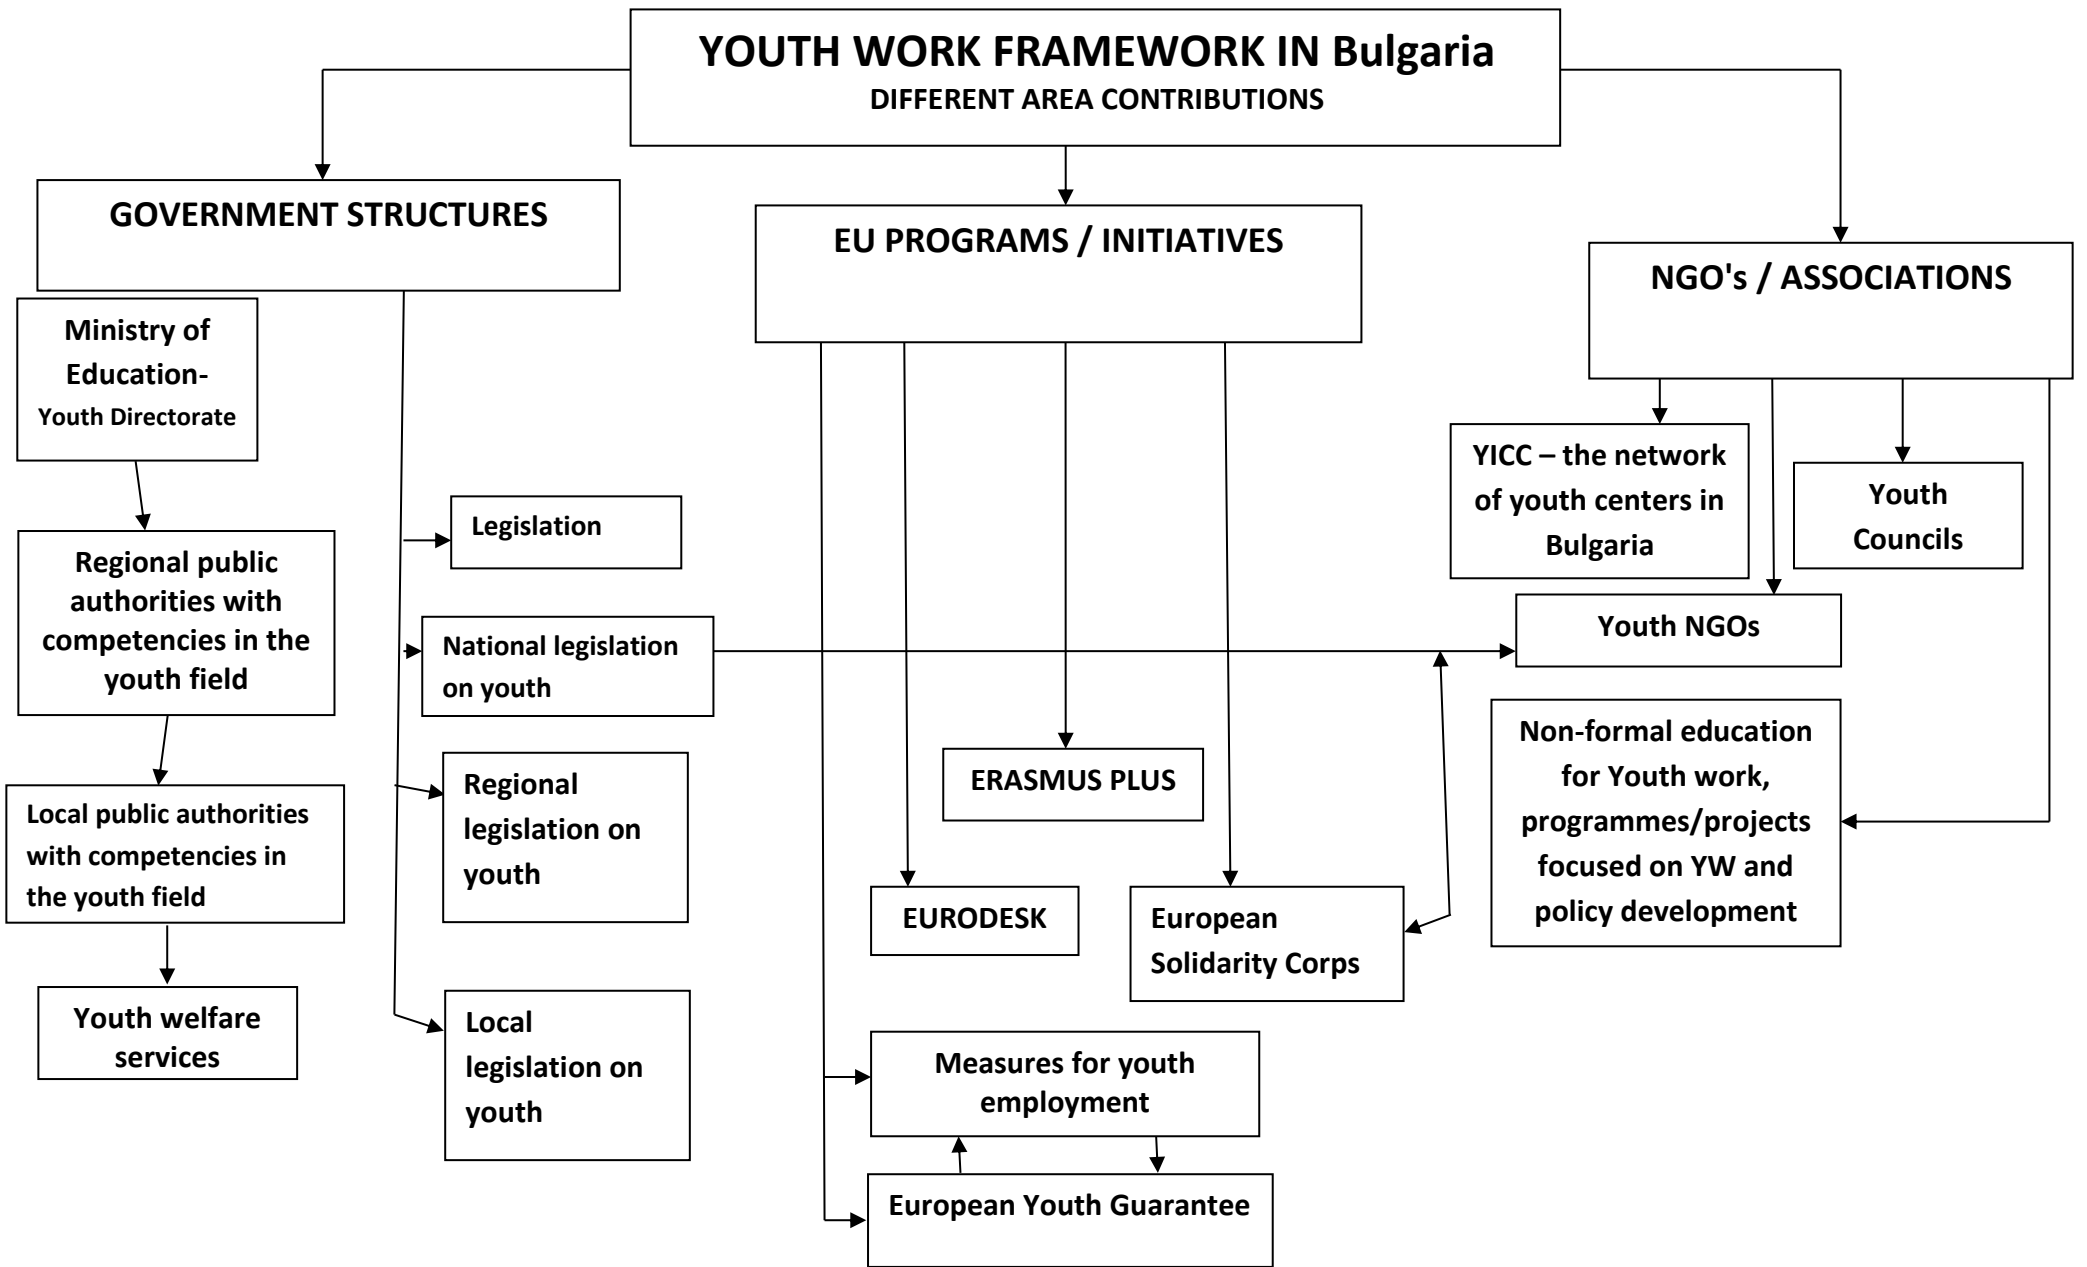 YOUTH WORK FRAMEWORK IN Bulgaria
DIFFERENT AREA CONTRIBUTIONS
GOVERNMENT STRUCTURES
EU PROGRAMS / INITIATIVES
NGO's / ASSOCIATIONS
Ministry of
Education-
Youth Directorate
Regional public
authorities with
competencies in the
youth field
Local public authorities
with competencies in
the youth field
Youth welfare
services
Legislation
National legislation
on youth
Regional
legislation on
youth
Local
legislation on
youth
ERASMUS PLUS
EURODESK
European
Solidarity Corps
Measures for youth
employment
European Youth Guarantee
YICC – the network
of youth centers in
Bulgaria
Youth
Councils
Youth NGOs
Non-formal education
for Youth work,
programmes/projects
focused on YW and
policy development